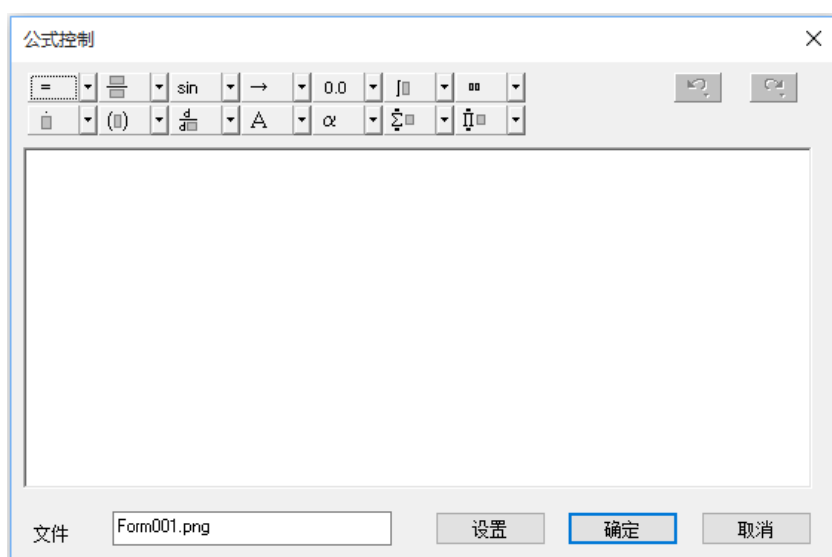 公式控制
= sin → 0.0 ∫
(▯) d/d A α Σ Π
文件 Form001.png 设置 确定 取消